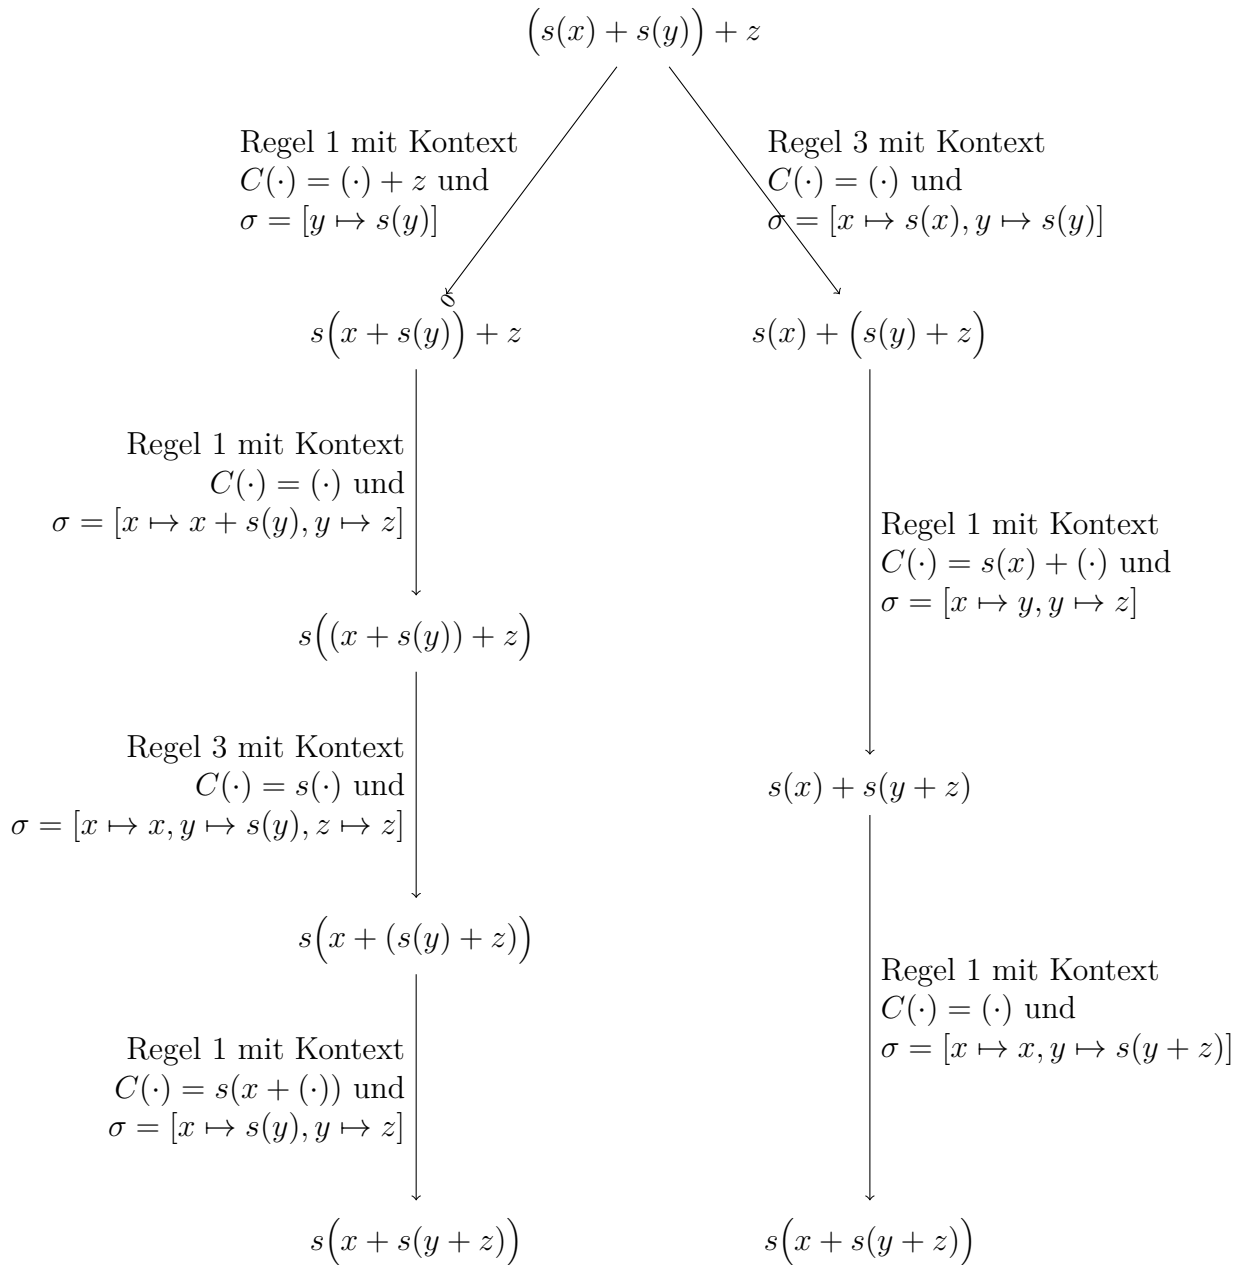 (s(x) + s(y)) + z
Regel 1 mit Kontext
C(·) = (·) + z und
σ = [y ↦ s(y)]
Regel 3 mit Kontext
C(·) = (·) und
σ = [x ↦ s(x), y ↦ s(y)]
0
s(x + s(y)) + z
s(x) + (s(y) + z)
Regel 1 mit Kontext
C(·) = (·) und
σ = [x ↦ x + s(y), y ↦ z]
Regel 1 mit Kontext
C(·) = s(x) + (·) und
σ = [x ↦ y, y ↦ z]
s((x + s(y)) + z)
Regel 3 mit Kontext
C(·) = s(·) und
σ = [x ↦ x, y ↦ s(y), z ↦ z]
s(x) + s(y + z)
s(x + (s(y) + z))
Regel 1 mit Kontext
C(·) = (·) und
σ = [x ↦ x, y ↦ s(y + z)]
Regel 1 mit Kontext
C(·) = s(x + (·)) und
σ = [x ↦ s(y), y ↦ z]
s(x + s(y + z))
s(x + s(y + z))